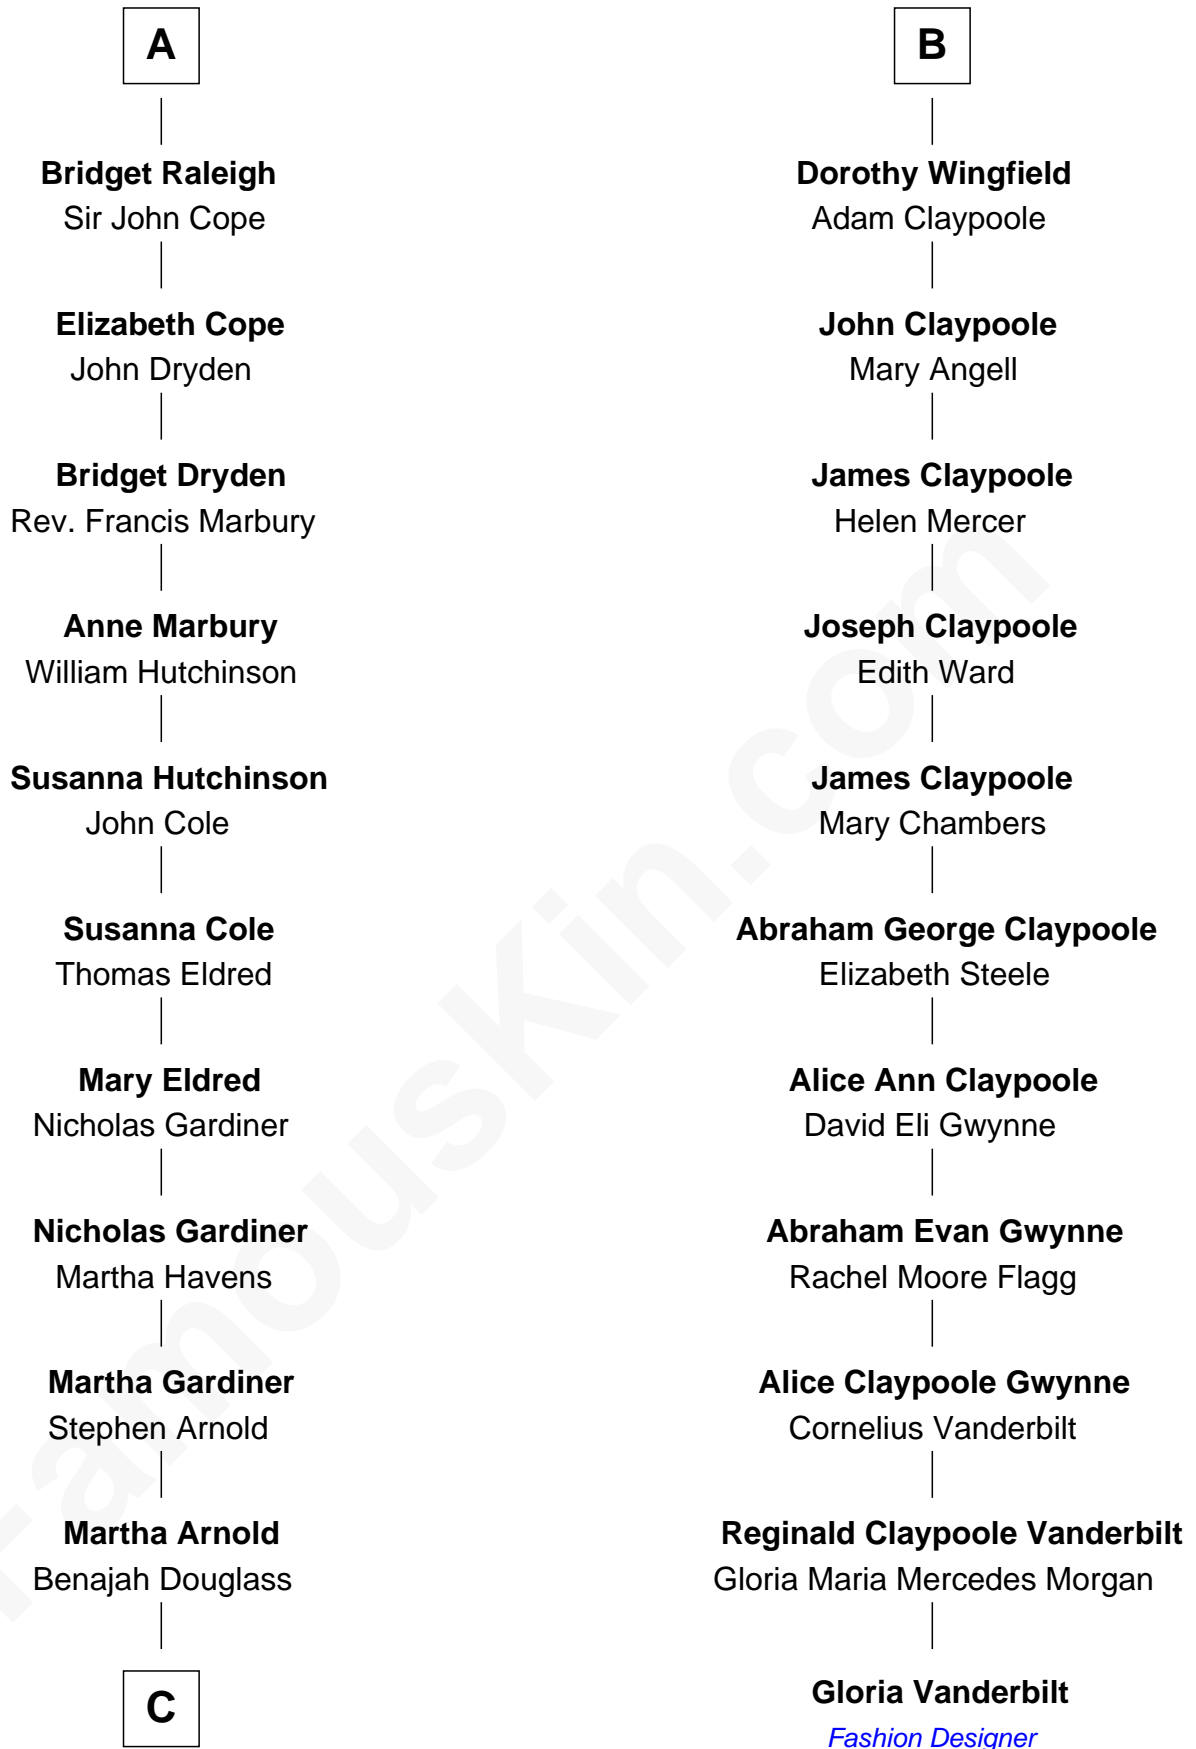 A
Bridget Raleigh
Sir John Cope
Elizabeth Cope
John Dryden
Bridget Dryden
Rev. Francis Marbury
Anne Marbury
William Hutchinson
Susanna Hutchinson
John Cole
Susanna Cole
Thomas Eldred
Mary Eldred
Nicholas Gardiner
Nicholas Gardiner
Martha Havens
Martha Gardiner
Stephen Arnold
Martha Arnold
Benajah Douglass
C
B
Dorothy Wingfield
Adam Claypoole
John Claypoole
Mary Angell
James Claypoole
Helen Mercer
Joseph Claypoole
Edith Ward
James Claypoole
Mary Chambers
Abraham George Claypoole
Elizabeth Steele
Alice Ann Claypoole
David Eli Gwynne
Abraham Evan Gwynne
Rachel Moore Flagg
Alice Claypoole Gwynne
Cornelius Vanderbilt
Reginald Claypoole Vanderbilt
Gloria Maria Mercedes Morgan
Gloria Vanderbilt
Fashion Designer
FamousKin.com